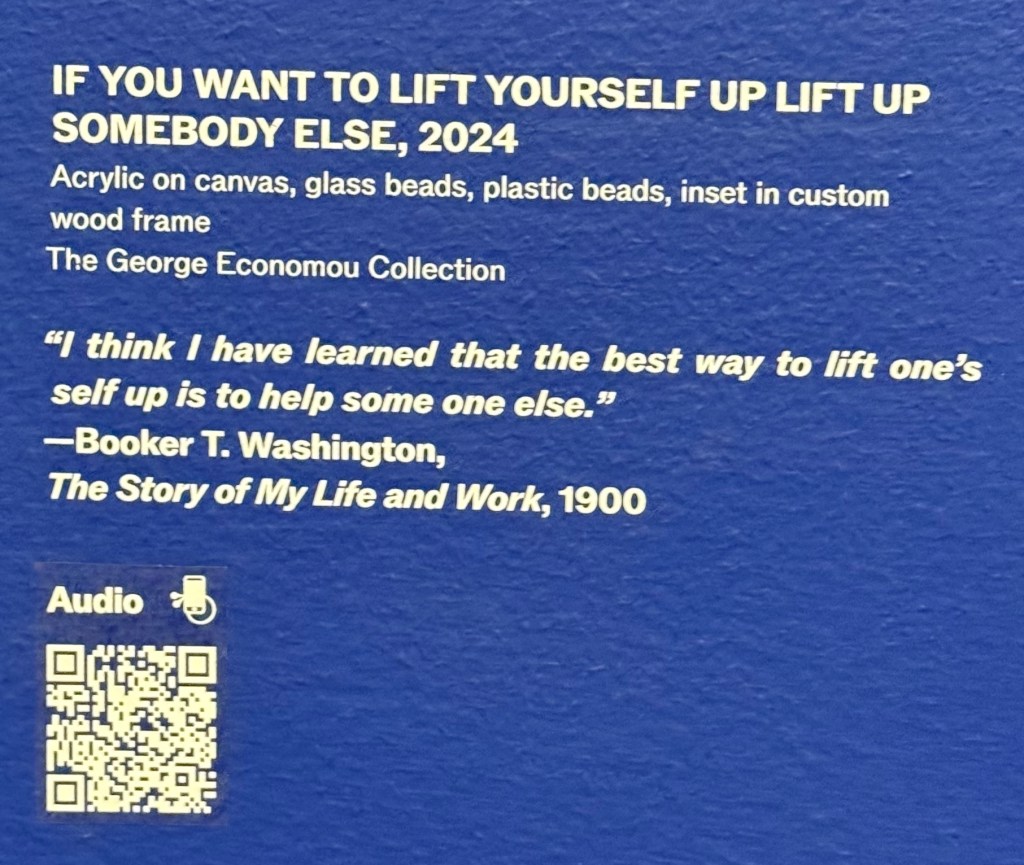 IF YOU WANT TO LIFT YOURSELF UP LIFT UP
SOMEBODY ELSE, 2024
Acrylic on canvas, glass beads, plastic beads, inset in custom
wood frame
The George Economou Collection
“I think I have learned that the best way to lift one’s
self up is to help some one else.”
—Booker T. Washington,
The Story of My Life and Work, 1900
Audio